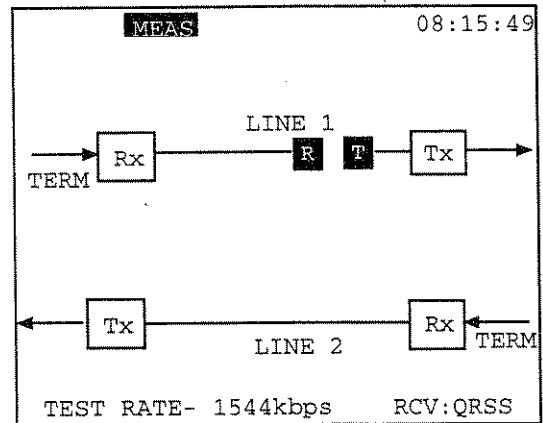 MEAS 08:15:49
LINE 1
Rx R T Tx
TERM
Tx Rx
LINE 2 TERM
TEST RATE- 1544kbps RCV:QRSS